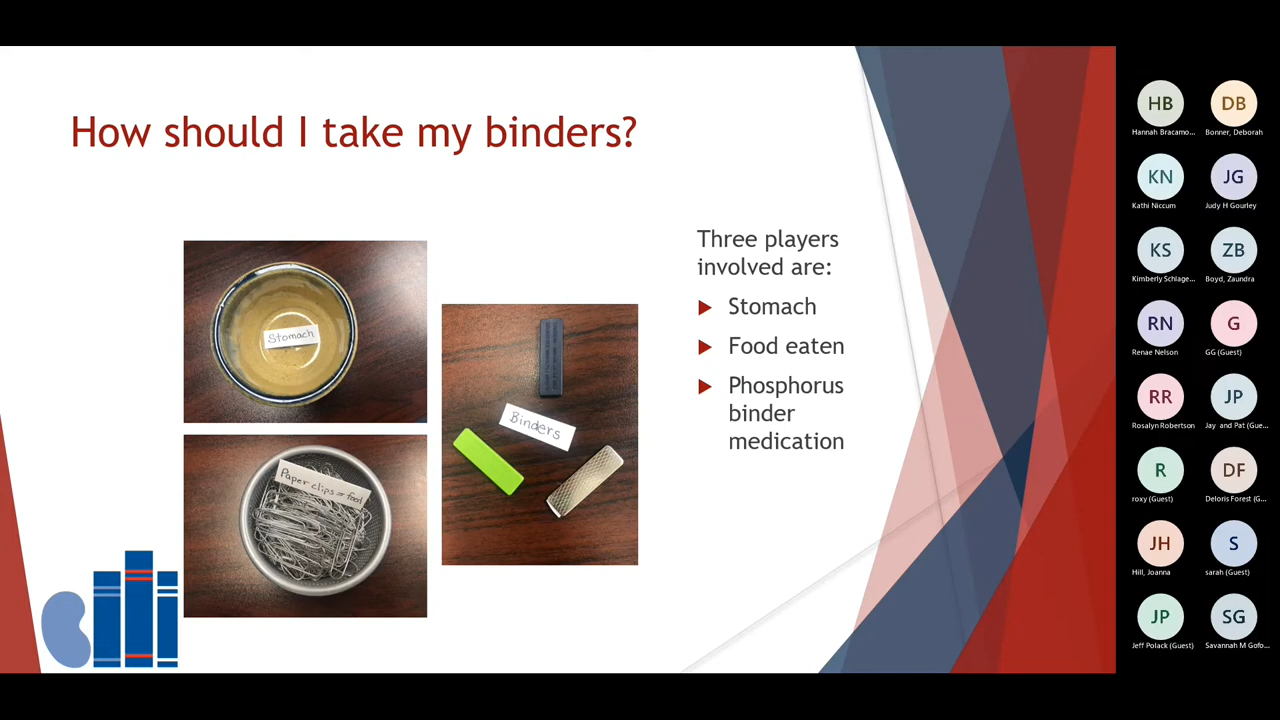 How should I take my binders?
Stomach
Paper clips = food
Binders
Three players
involved are:
Stomach
Food eaten
Phosphorus
binder
medication
HB
Hannah Bracamo...
DB
Bonner, Deborah
KN
Kathi Niccum
JG
Judy H Gourley
KS
Kimberly Schlage...
ZB
Boyd, Zaundra
RN
Renae Nelson
G
GG (Guest)
RR
Rosalyn Robertson
JP
Jay and Pat (Gue...
R
roxy (Guest)
DF
Deloris Forest (G...
JH
Hill, Joanna
S
sarah (Guest)
JP
Jeff Polack (Guest)
SG
Savannah M Gofo...